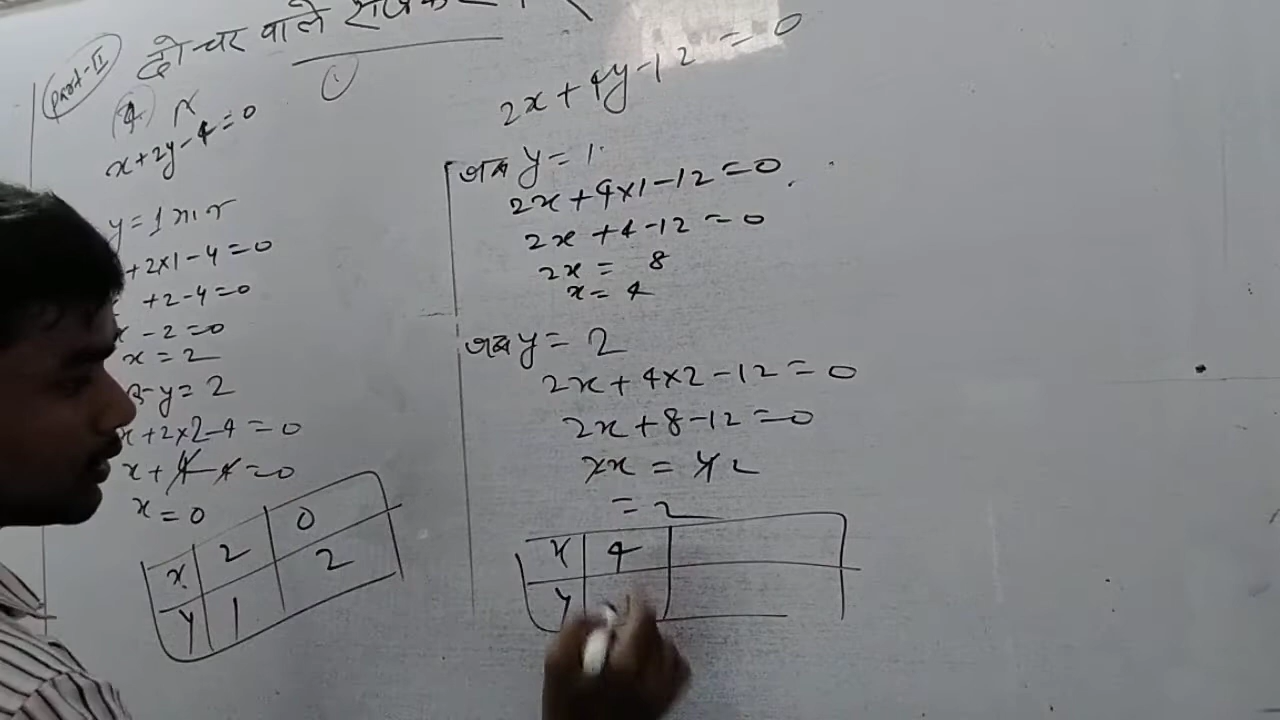 Part-II
दो चर वाले
(1)
(4)
x+2y-4=0
y=1
+2x1-4=0
+2-4=0
x-2=0
x=2
y=2
x+2x2-4=0
x+4-4=0
x=0
x 2 0
y 1 2
2x+4y-12=0
जब y=1
2x+4x1-12=0
2x+4-12=0
2x= 8
x=4
जब y=2
2x+4x2-12=0
2x+8-12=0
2x=42
=2
x 4
y